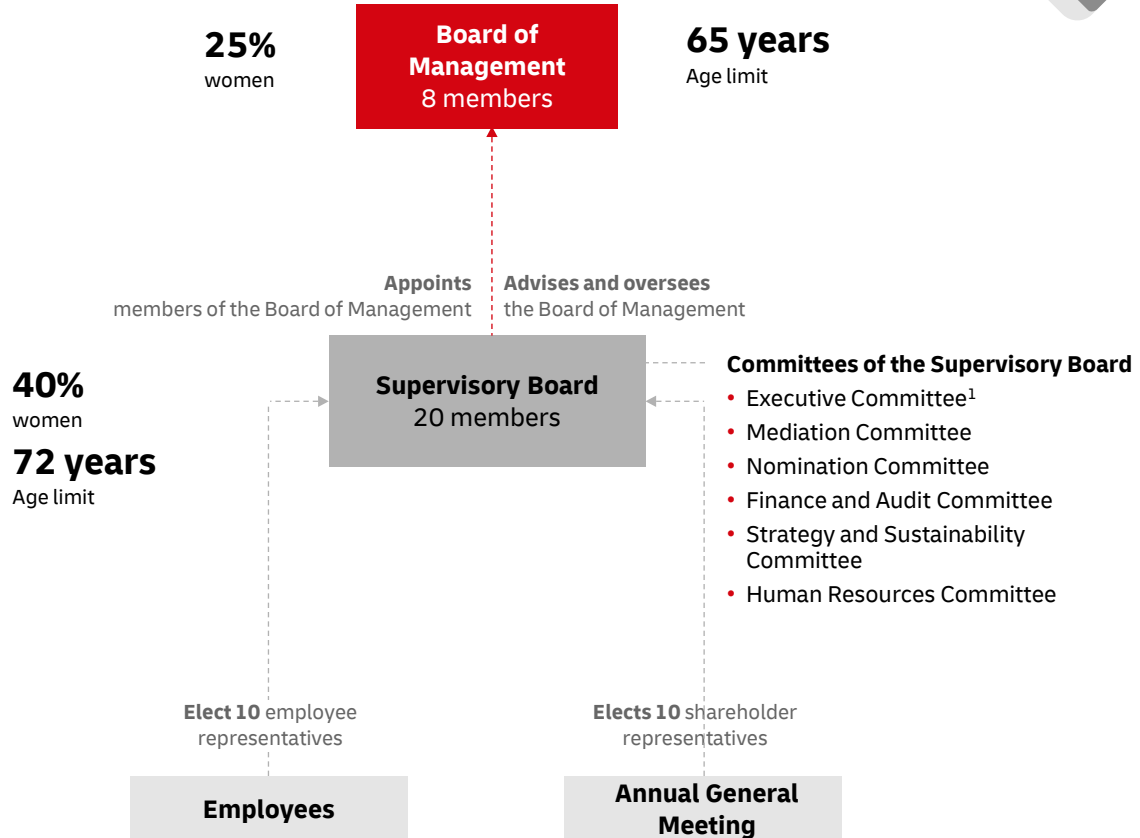 25%
women
Board of
Management
8 members
65 years
Age limit
Appoints
members of the Board of Management
Advises and oversees
the Board of Management
40%
women
72 years
Age limit
Supervisory Board
20 members
Committees of the Supervisory Board
• Executive Committee¹
• Mediation Committee
• Nomination Committee
• Finance and Audit Committee
• Strategy and Sustainability
Committee
• Human Resources Committee
Elect 10 employee
representatives
Elects 10 shareholder
representatives
Employees
Annual General
Meeting